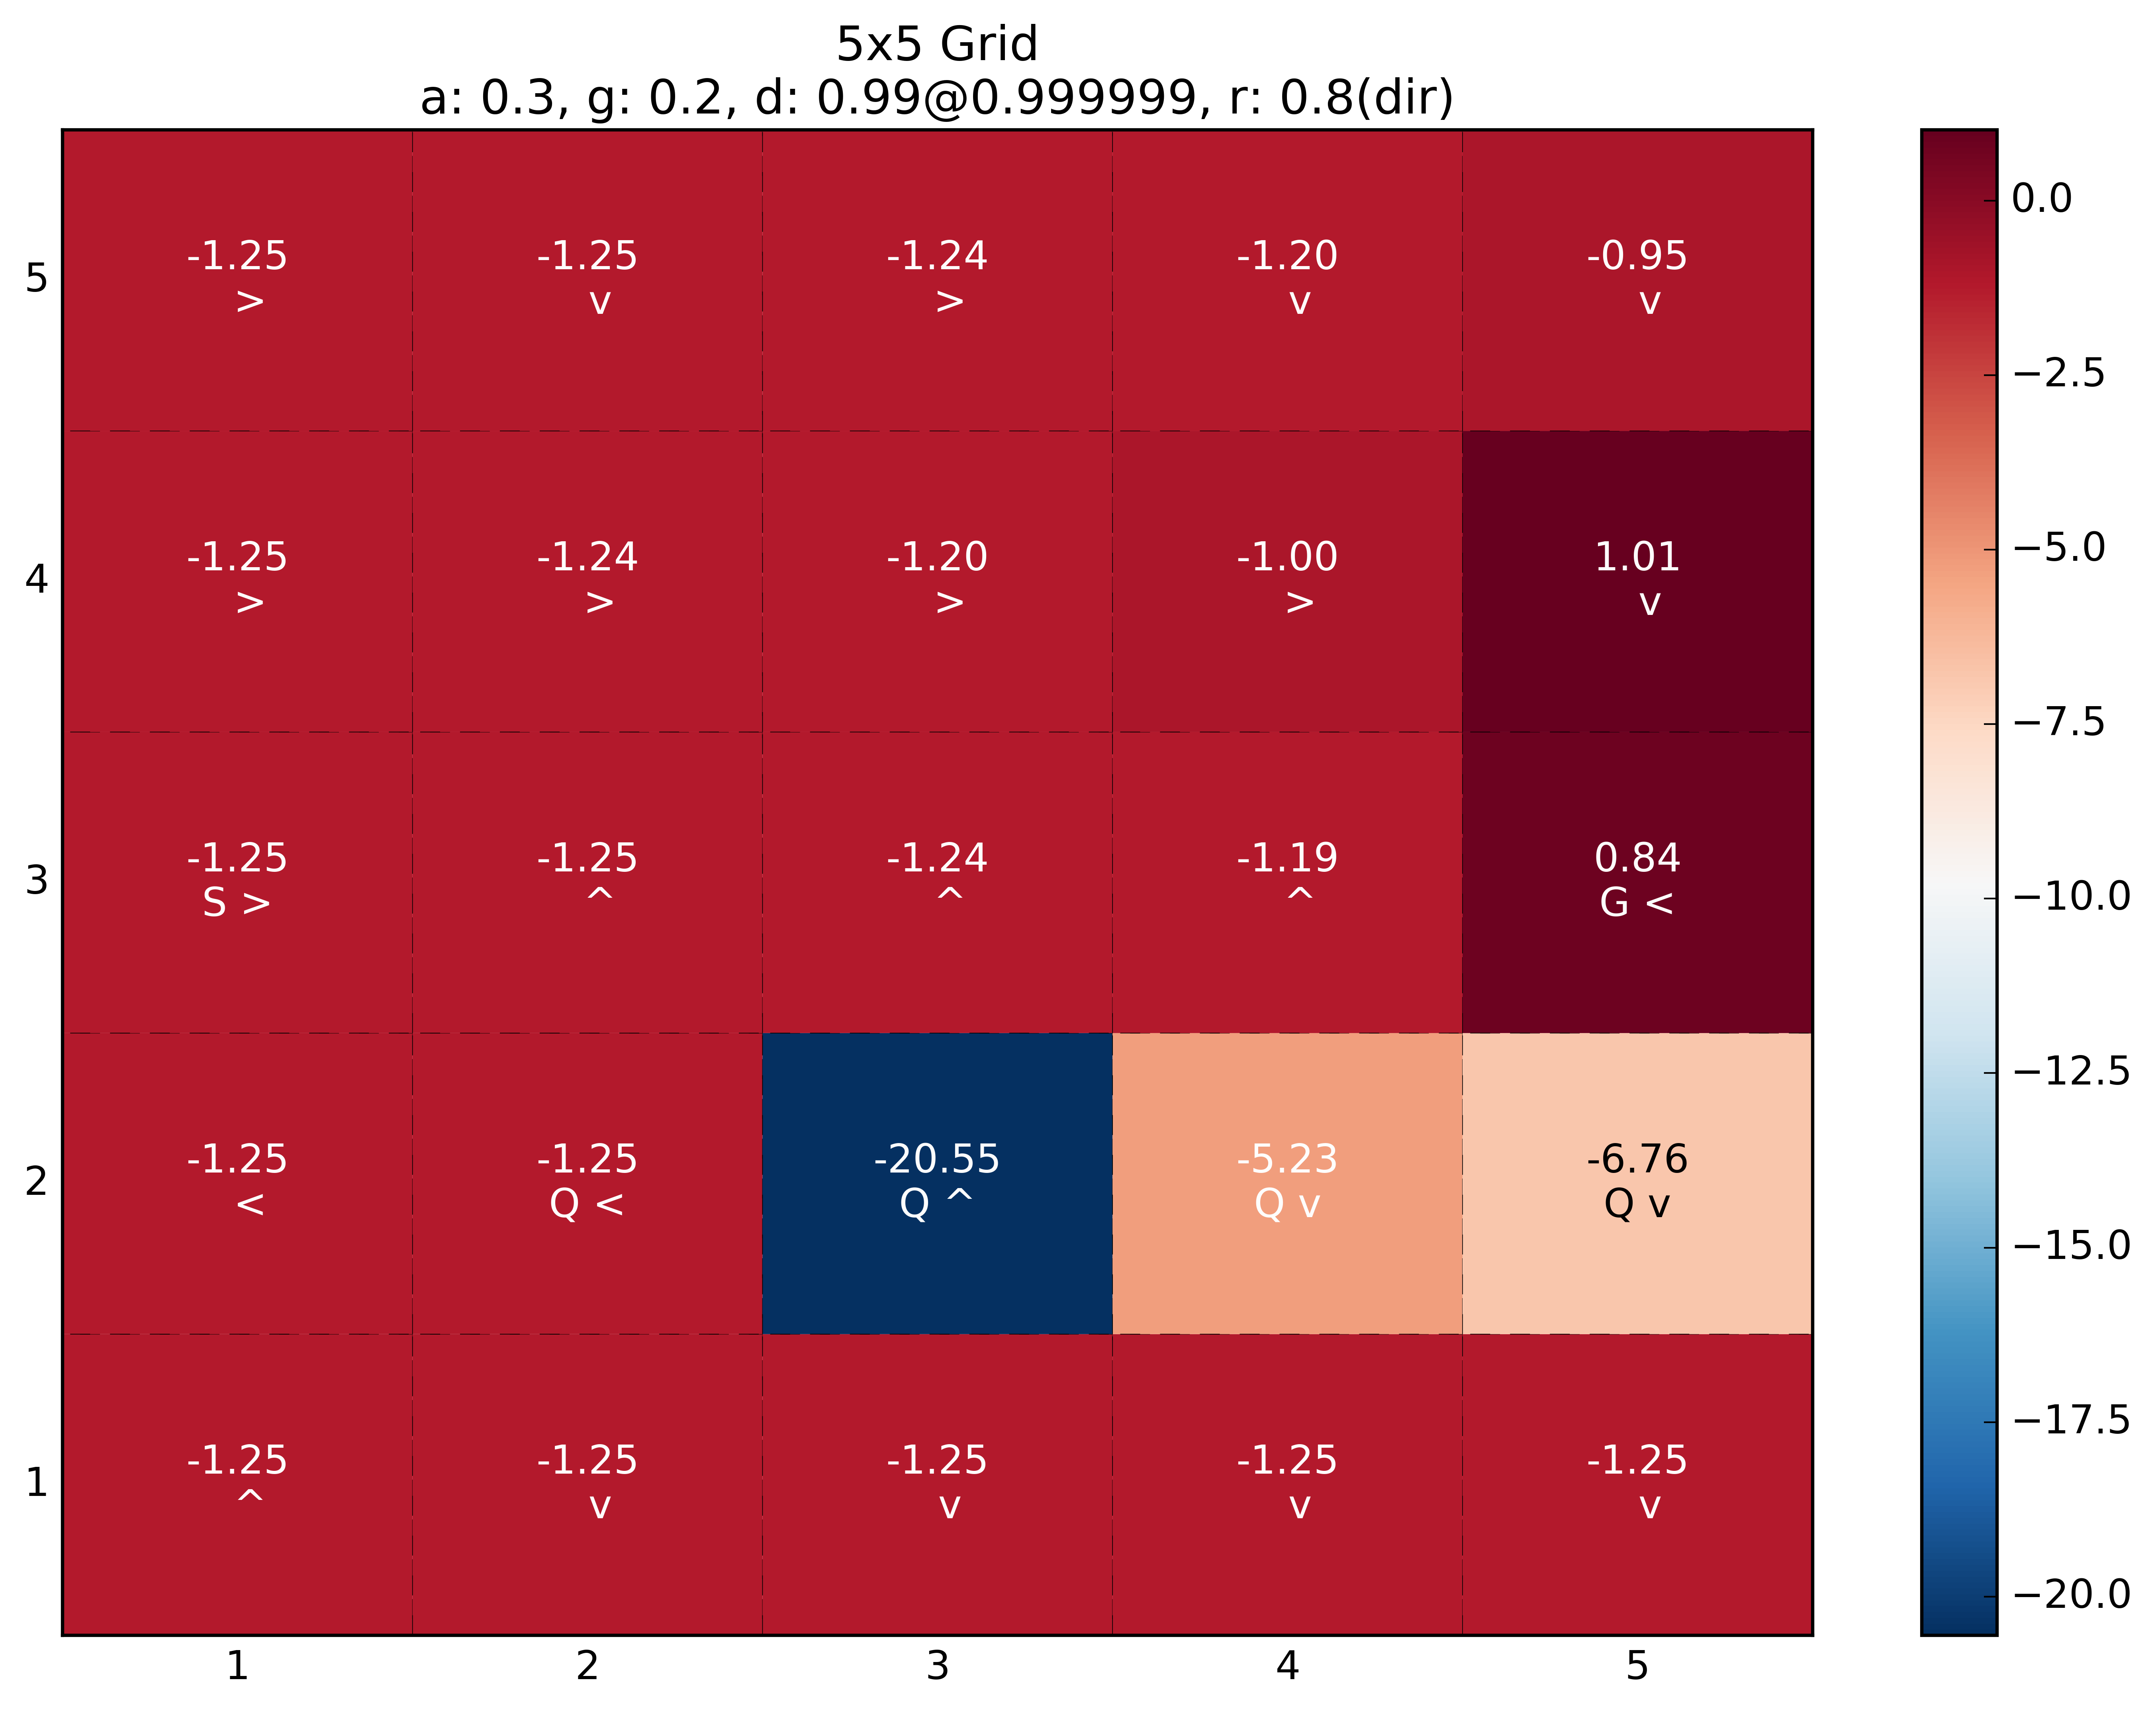 5x5 Grid
a: 0.3, g: 0.2, d: 0.99@0.999999, r: 0.8(dir)
5
-1.25 -1.25 -1.24 -1.20 -0.95
> v > v v
4
-1.25 -1.24 -1.20 -1.00 1.01
> > > > v
3
-1.25 -1.25 -1.24 -1.19 0.84
S > ^ ^ ^ G <
2
-1.25 -1.25 -20.55 -5.23 -6.76
< Q < Q ^ Q v Q v
1
-1.25 -1.25 -1.25 -1.25 -1.25
^ v v v v
1 2 3 4 5
0.0
−2.5
−5.0
−7.5
−10.0
−12.5
−15.0
−17.5
−20.0